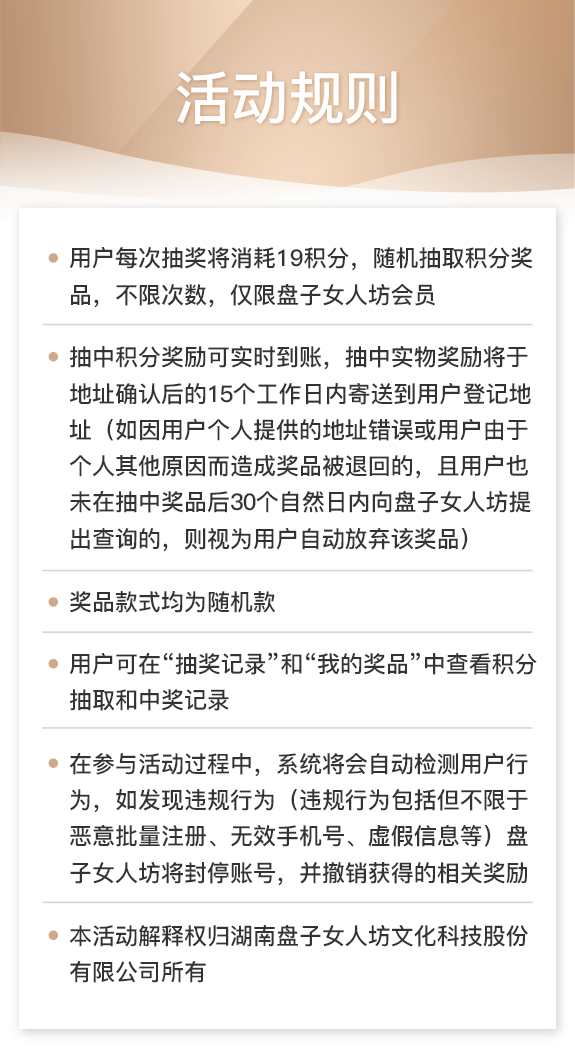 活动规则
用户每次抽奖将消耗19积分，随机抽取积分奖
品，不限次数，仅限盘子女人坊会员
抽中积分奖励可实时到账，抽中实物奖励将于
地址确认后的15个工作日内寄送到用户登记地
址（如因用户个人提供的地址错误或用户由于
个人其他原因而造成奖品被退回的，且用户也
未在抽中奖品后30个自然日内向盘子女人坊提
出查询的，则视为用户自动放弃该奖品）
奖品款式均为随机款
用户可在“抽奖记录”和“我的奖品”中查看积分
抽取和中奖记录
在参与活动过程中，系统将会自动检测用户行
为，如发现违规行为（违规行为包括但不限于
恶意批量注册、无效手机号、虚假信息等）盘
子女人坊将封停账号，并撤销获得的相关奖励
本活动解释权归湖南盘子女人坊文化科技股份
有限公司所有